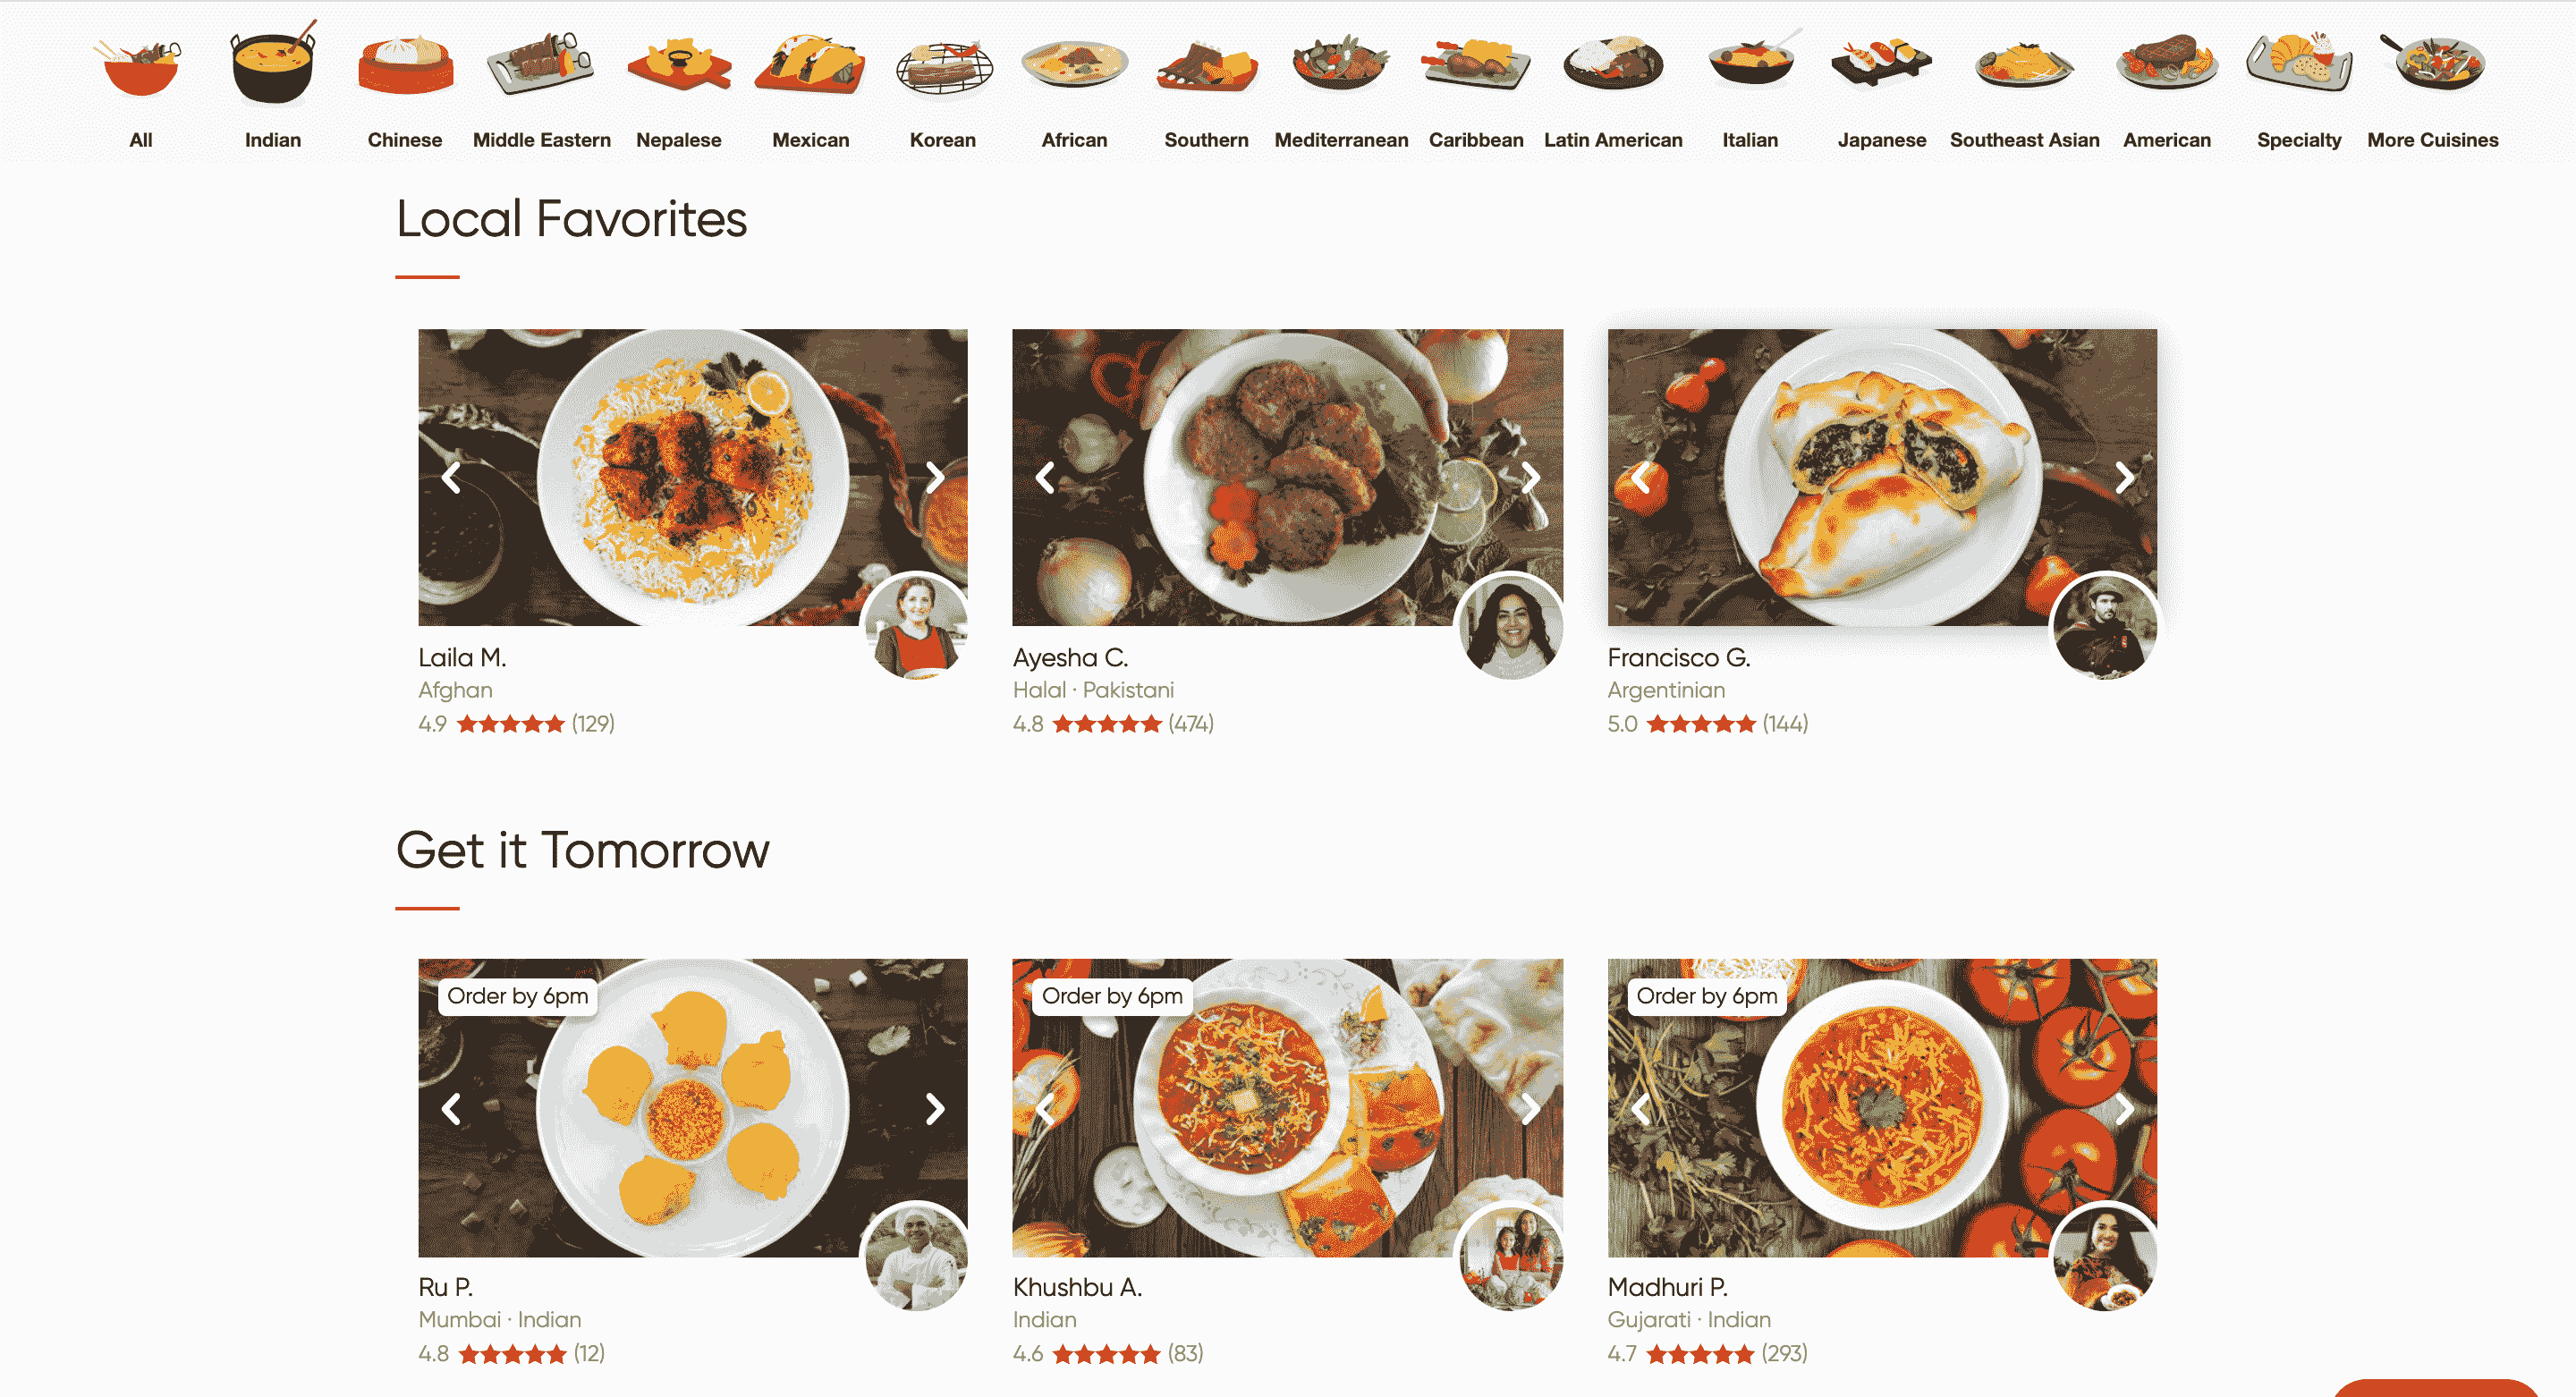 All
Indian
Chinese
Middle Eastern
Nepalese
Mexican
Korean
African
Southern
Mediterranean
Caribbean
Latin American
Italian
Japanese
Southeast Asian
American
Specialty
More Cuisines
Local Favorites
Laila M.
Afghan
4.9 ★★★★★ (129)
Ayesha C.
Halal · Pakistani
4.8 ★★★★★ (474)
Francisco G.
Argentinian
5.0 ★★★★★ (144)
Get it Tomorrow
Order by 6pm
Ru P.
Mumbai · Indian
4.8 ★★★★★ (12)
Order by 6pm
Khushbu A.
Indian
4.6 ★★★★★ (83)
Order by 6pm
Madhuri P.
Gujarati · Indian
4.7 ★★★★★ (293)